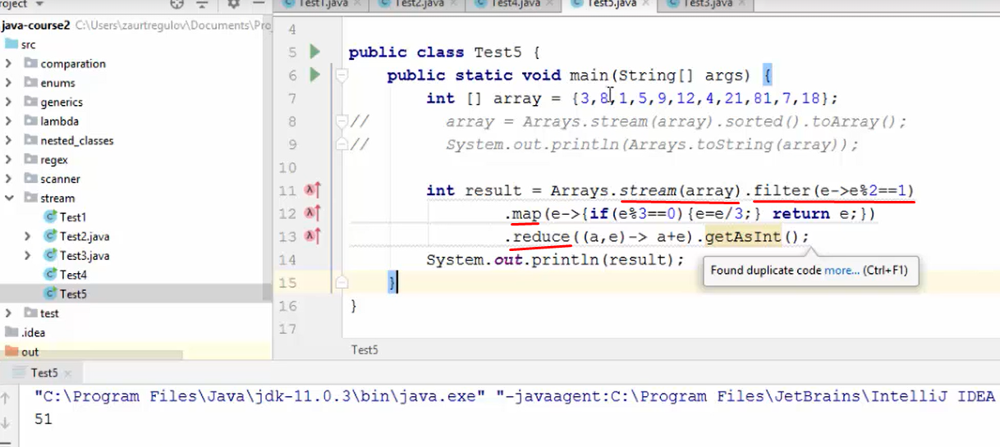 roject
java-course2 C:\Users\zaurtregulov\Documents\Pro
src
comparation
enums
generics
lambda
nested_classes
regex
scanner
stream
Test1
Test2.java
Test3.java
Test4
Test5
test
.idea
out
Test1.java Test2.java Test4.java Test5.java Test3.java
4
5 public class Test5 {
6 public static void main(String[] args) {
7 int [] array = {3,8,1,5,9,12,4,21,81,7,18};
8 // array = Arrays.stream(array).sorted().toArray();
9 // System.out.println(Arrays.toString(array));
10
11 int result = Arrays.stream(array).filter(e->e%2==1)
12 .map(e->{if(e%3==0){e=e/3;} return e;})
13 .reduce((a,e)-> a+e).getAsInt();
14 System.out.println(result);
15 }
16 }
17
Found duplicate code more... (Ctrl+F1)
Test5
Test5
"C:\Program Files\Java\jdk-11.0.3\bin\java.exe" "-javaagent:C:\Program Files\JetBrains\IntelliJ IDEA
51